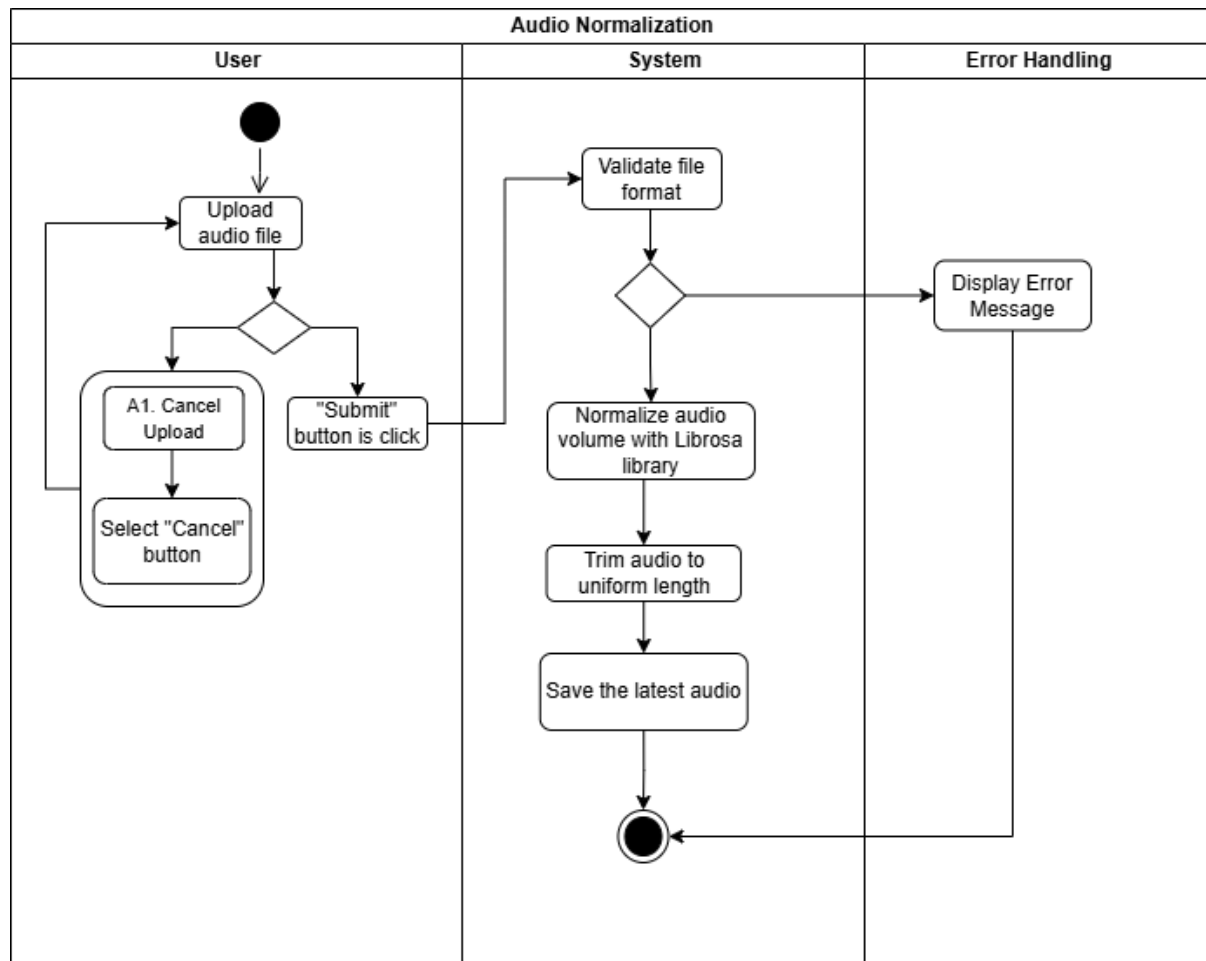 Audio Normalization
User
System
Error Handling
Upload
audio file
A1. Cancel
Upload
Select "Cancel"
button
"Submit"
button is click
Validate file
format
Normalize audio
volume with Librosa
library
Trim audio to
uniform length
Save the latest audio
Display Error
Message